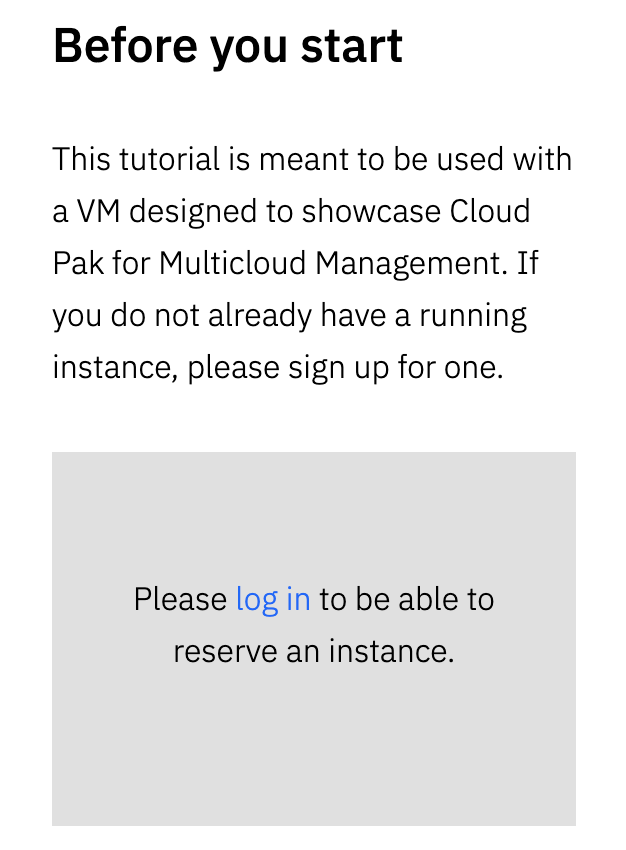 Before you start
This tutorial is meant to be used with
a VM designed to showcase Cloud
Pak for Multicloud Management. If
you do not already have a running
instance, please sign up for one.
Please log in to be able to
reserve an instance.